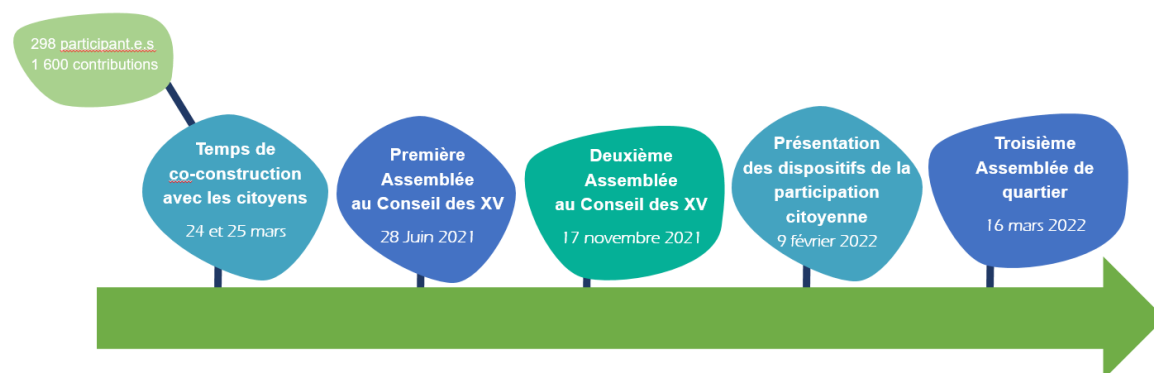 298 participant.e.s
1 600 contributions
Temps de
co-construction
avec les citoyens
24 et 25 mars
Première
Assemblée
au Conseil des XV
28 Juin 2021
Deuxième
Assemblée
au Conseil des XV
17 novembre 2021
Présentation
des dispositifs de la
participation
citoyenne
9 février 2022
Troisième
Assemblée de
quartier
16 mars 2022